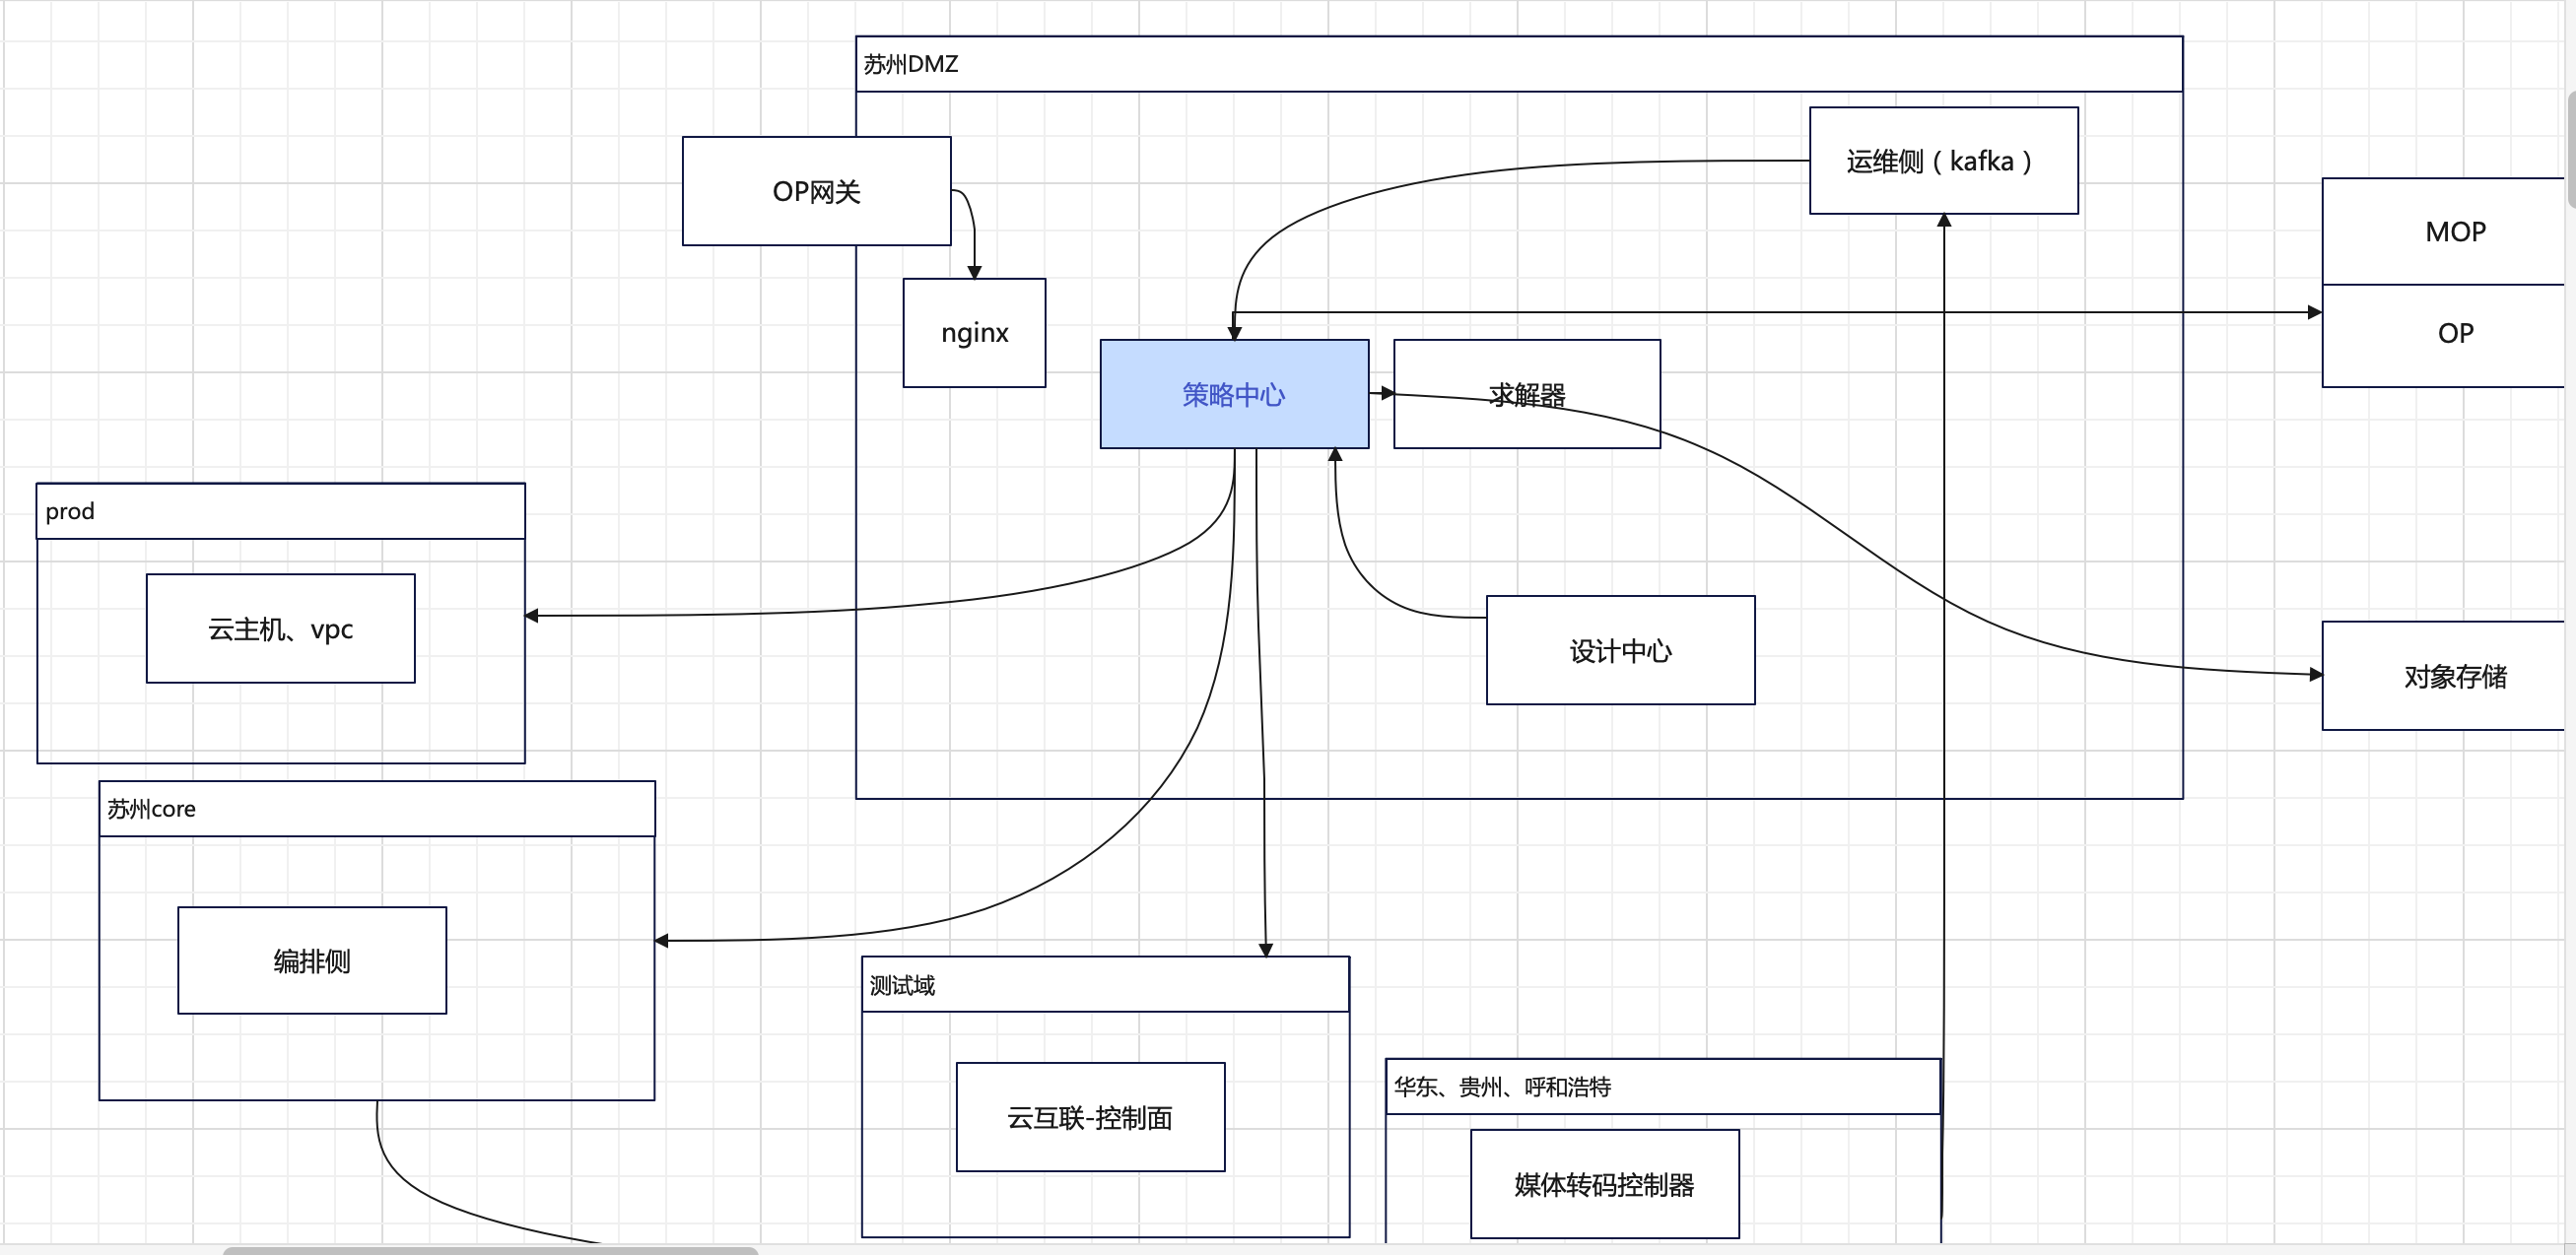 苏州DMZ
OP网关
运维侧（kafka）
MOP
nginx
OP
策略中心
求解器
prod
云主机、vpc
设计中心
对象存储
苏州core
编排侧
测试域
云互联-控制面
华东、贵州、呼和浩特
媒体转码控制器